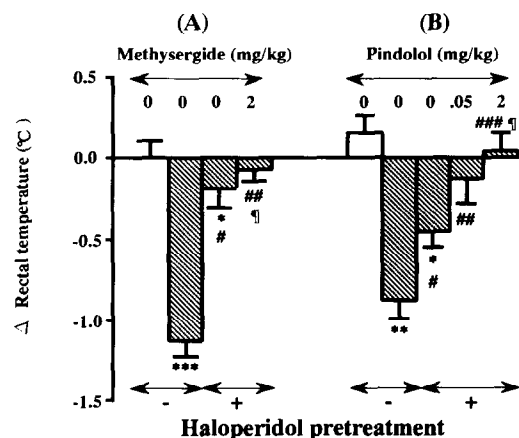 (A) (B)
Methysergide (mg/kg) Pindolol (mg/kg)
0 0 0 2 0 0 0 .05 2
0.5
0.0
-0.5
-1.0
-1.5
Δ Rectal temperature (°C)
### ¶
* ## * ##
# ¶ #
***
**
- + - +
Haloperidol pretreatment